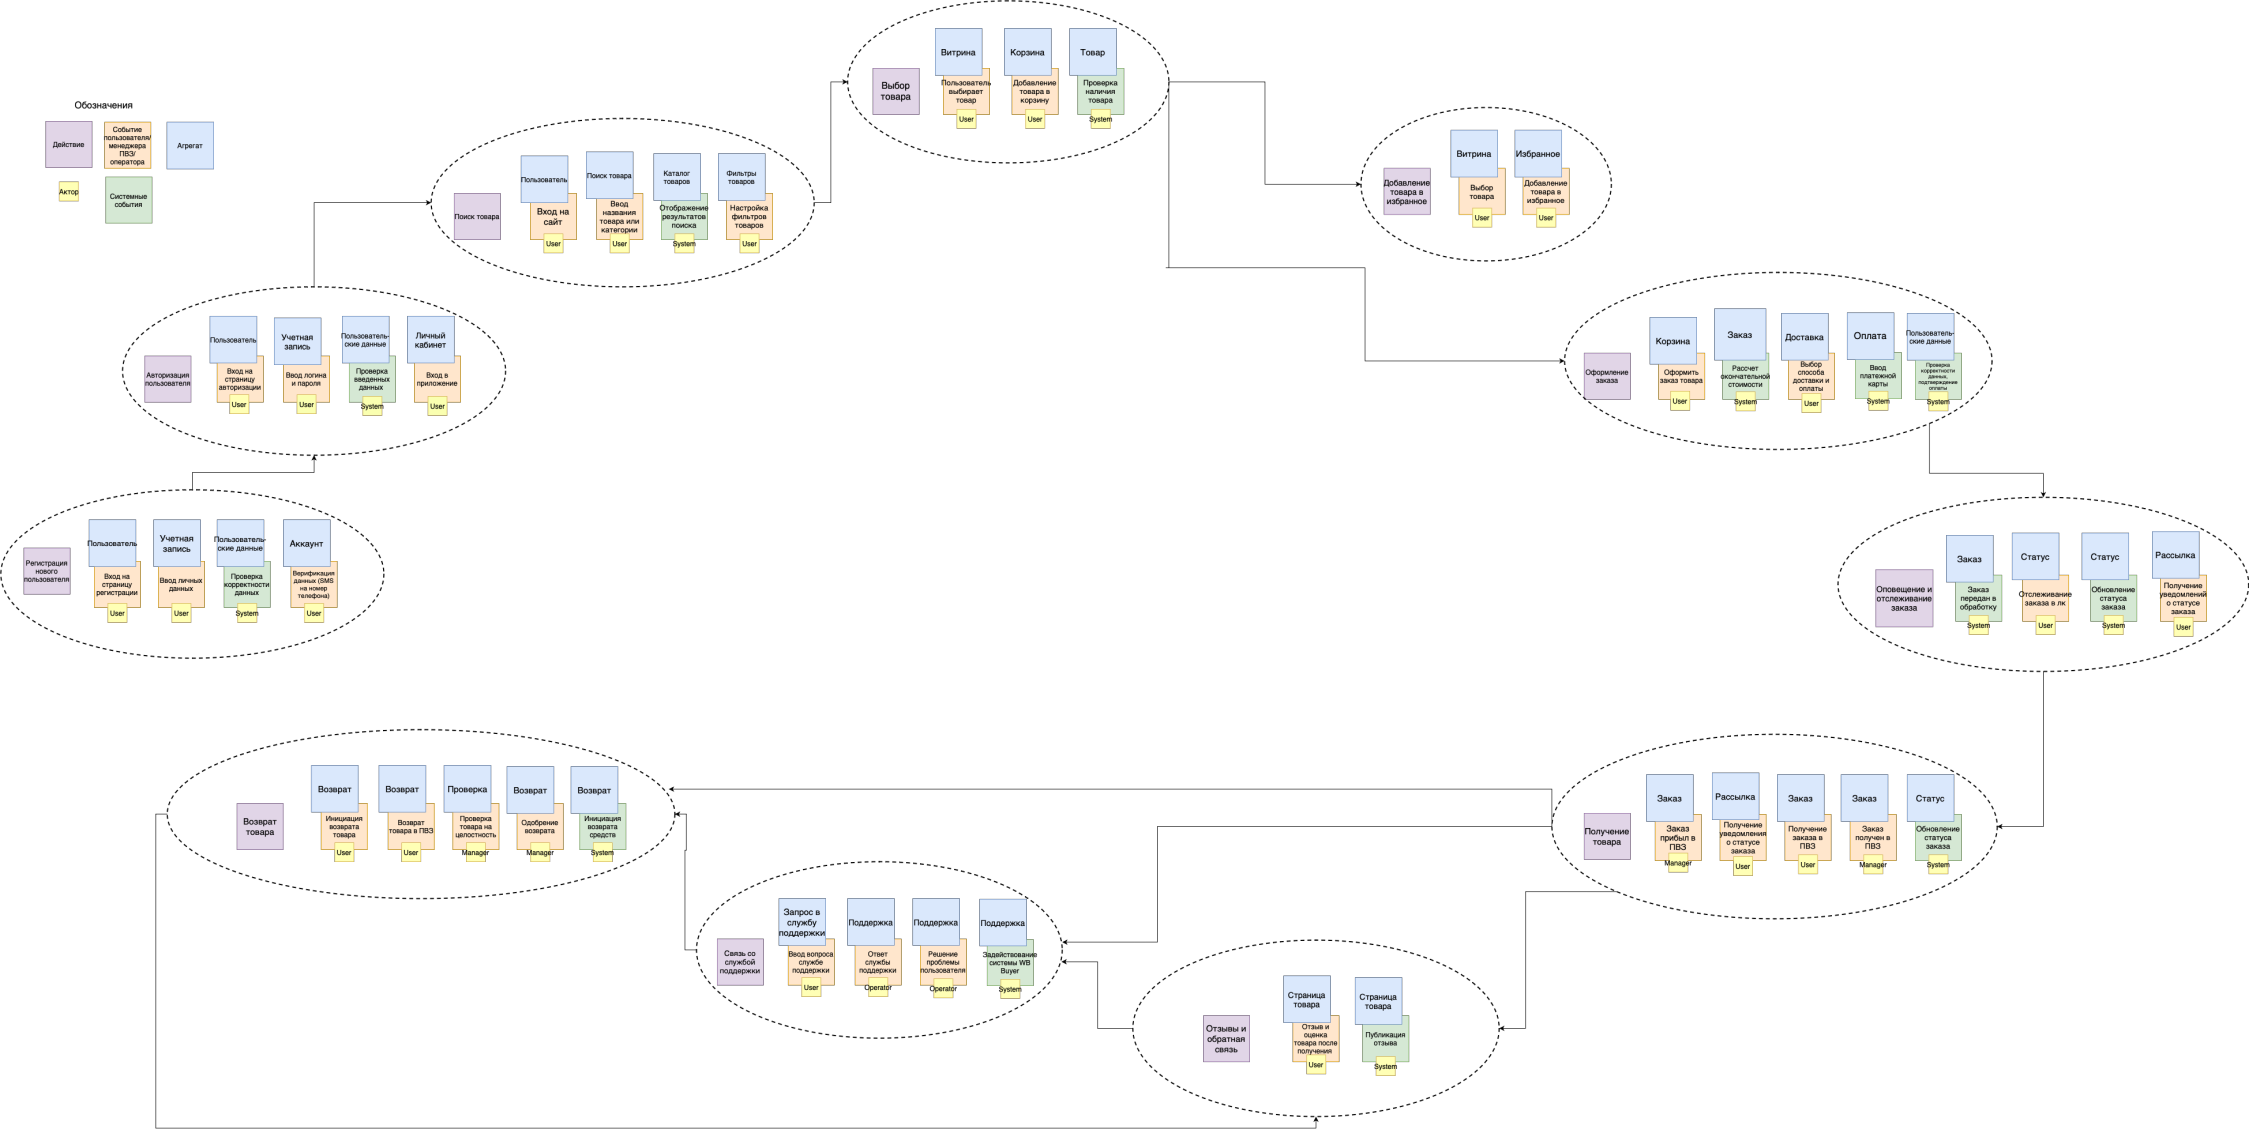 Обозначения
Действие
Событие
пользователя/
менеджера
ПВЗ/
оператора
Агрегат
Актор
Системные
события
Выбор
товара
Витрина
Пользователь
выбирает
товар
User
Корзина
Добавление
товара в
корзину
User
Товар
Проверка
наличия
товара
System
Добавление
товара в
избранное
Витрина
Выбор
товара
User
Избранное
Добавление
товара в
избранное
User
Поиск товара
Пользователь
Вход на
сайт
User
Поиск товара
Ввод
названия
товара или
категории
User
Каталог
товаров
Отображение
результатов
поиска
System
Фильтры
товаров
Настройка
фильтров
товаров
User
Авторизация
пользователя
Пользователь
Вход на
страницу
авторизации
User
Учетная
запись
Ввод логина
и пароля
User
Пользователь-
ские данные
Проверка
введенных
данных
System
Личный
кабинет
Вход в
приложение
User
Оформление
заказа
Корзина
Оформить
заказ товара
User
Заказ
Рассчет
окончательной
стоимости
System
Доставка
Выбор
способа
доставки и
оплаты
User
Оплата
Ввод
платежной
карты
System
Пользователь-
ские данные
Проверка
корректности
данных,
подтверждение
оплаты
System
Регистрация
нового
пользователя
Пользователь
Вход на
страницу
регистрации
User
Учетная
запись
Ввод личных
данных
User
Пользователь-
ские данные
Проверка
корректности
данных
System
Аккаунт
Верификация
данных (SMS
на номер
телефона)
User
Оповещение и
отслеживание
заказа
Заказ
Заказ
передан в
обработку
System
Статус
Отслеживание
заказа в лк
User
Статус
Обновление
статуса
заказа
System
Рассылка
Получение
уведомлений
о статусе
заказа
User
Возврат
товара
Возврат
Инициация
возврата
товара
User
Возврат
Возврат
товара в ПВЗ
User
Проверка
Проверка
товара на
целостность
Manager
Возврат
Одобрение
возврата
Manager
Возврат
Инициация
возврата
средств
System
Получение
товара
Заказ
Заказ
прибыл в
ПВЗ
Manager
Рассылка
Получение
уведомления
о статусе
заказа
User
Заказ
Получение
заказа в
ПВЗ
User
Заказ
Заказ
получен в
ПВЗ
Manager
Статус
Обновление
статуса
заказа
System
Связь со
службой
поддержки
Запрос в
службу
поддержки
Ввод вопроса
службе
поддержки
User
Поддержка
Ответ
службы
поддержки
Operator
Поддержка
Решение
проблемы
пользователя
Operator
Поддержка
Задействование
системы WB
Buyer
System
Отзывы и
обратная
связь
Страница
товара
Отзыв и
оценка
товара после
получения
User
Страница
товара
Публикация
отзыва
System